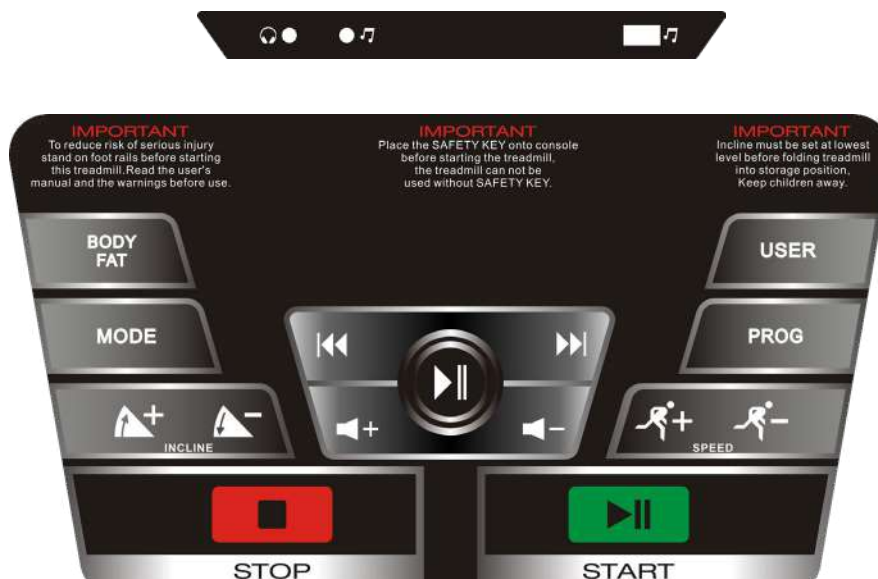 IMPORTANT
To reduce risk of serious injury
stand on foot rails before starting
this treadmill.Read the user's
manual and the warnings before use.
IMPORTANT
Place the SAFETY KEY onto console
before starting the treadmill,
the treadmill can not be
used without SAFETY KEY.
IMPORTANT
Incline must be set at lowest
level before folding treadmill
into storage position,
Keep children away.
BODY
FAT
USER
MODE
PROG
INCLINE
SPEED
STOP
START